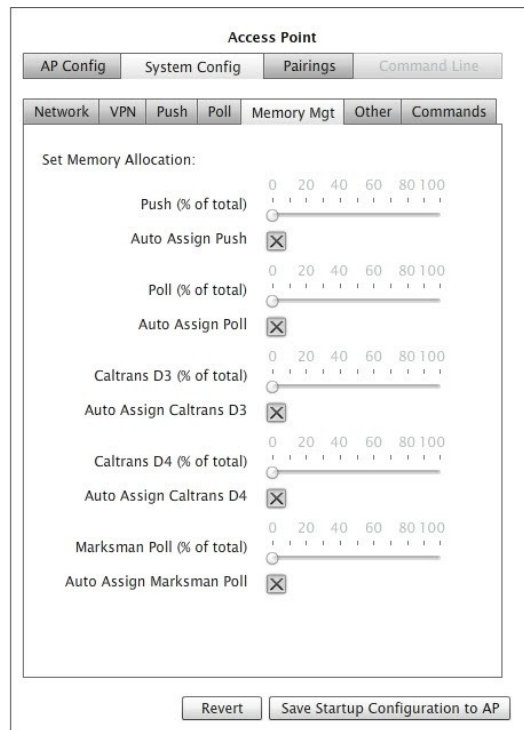 Access Point
AP Config System Config Pairings Command Line
Network VPN Push Poll Memory Mgt Other Commands
Set Memory Allocation:
0 20 40 60 80 100
Push (% of total)
Auto Assign Push
0 20 40 60 80 100
Poll (% of total)
Auto Assign Poll
0 20 40 60 80 100
Caltrans D3 (% of total)
Auto Assign Caltrans D3
0 20 40 60 80 100
Caltrans D4 (% of total)
Auto Assign Caltrans D4
0 20 40 60 80 100
Marksman Poll (% of total)
Auto Assign Marksman Poll
Revert Save Startup Configuration to AP